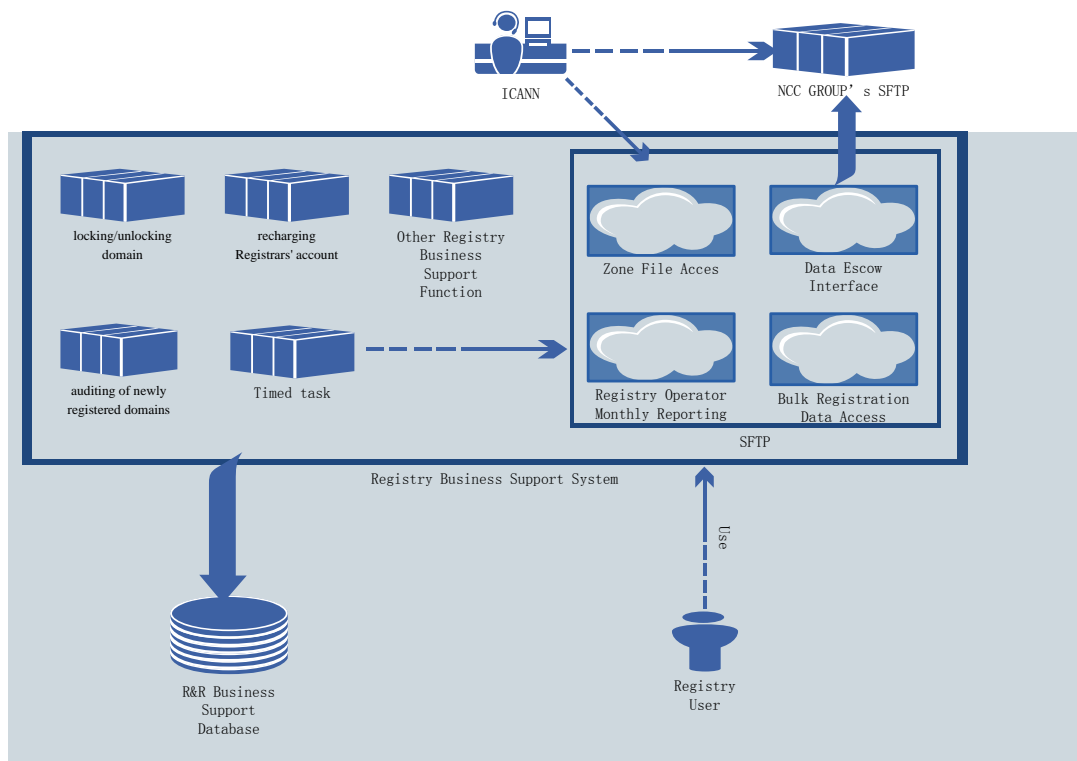 ICANN
NCC GROUP' s SFTP
locking/unlocking
domain
recharging
Registrars' account
Other Registry
Business
Support
Function
Zone File Acces
Data Escow
Interface
auditing of newly
registered domains
Timed task
Registry Operator
Monthly Reporting
Bulk Registration
Data Access
SFTP
Registry Business Support System
Use
R&R Business
Support
Database
Registry
User